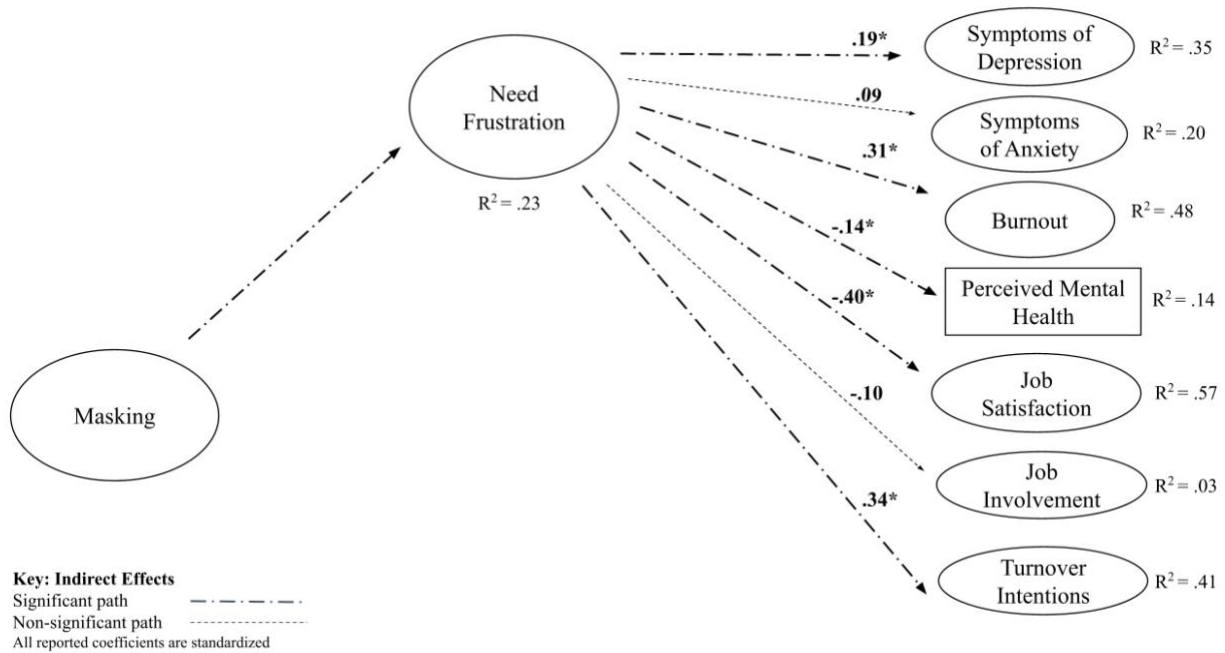 .19*
Symptoms of
Depression
R² = .35
Need
Frustration
R² = .23
.09
Symptoms
of Anxiety
R² = .20
.31*
Burnout
R² = .48
-.14*
Perceived Mental
Health
R² = .14
-.40*
Job
Satisfaction
R² = .57
Masking
-.10
Job
Involvement
R² = .03
.34*
Turnover
Intentions
R² = .41
Key: Indirect Effects
Significant path
Non-significant path
All reported coefficients are standardized